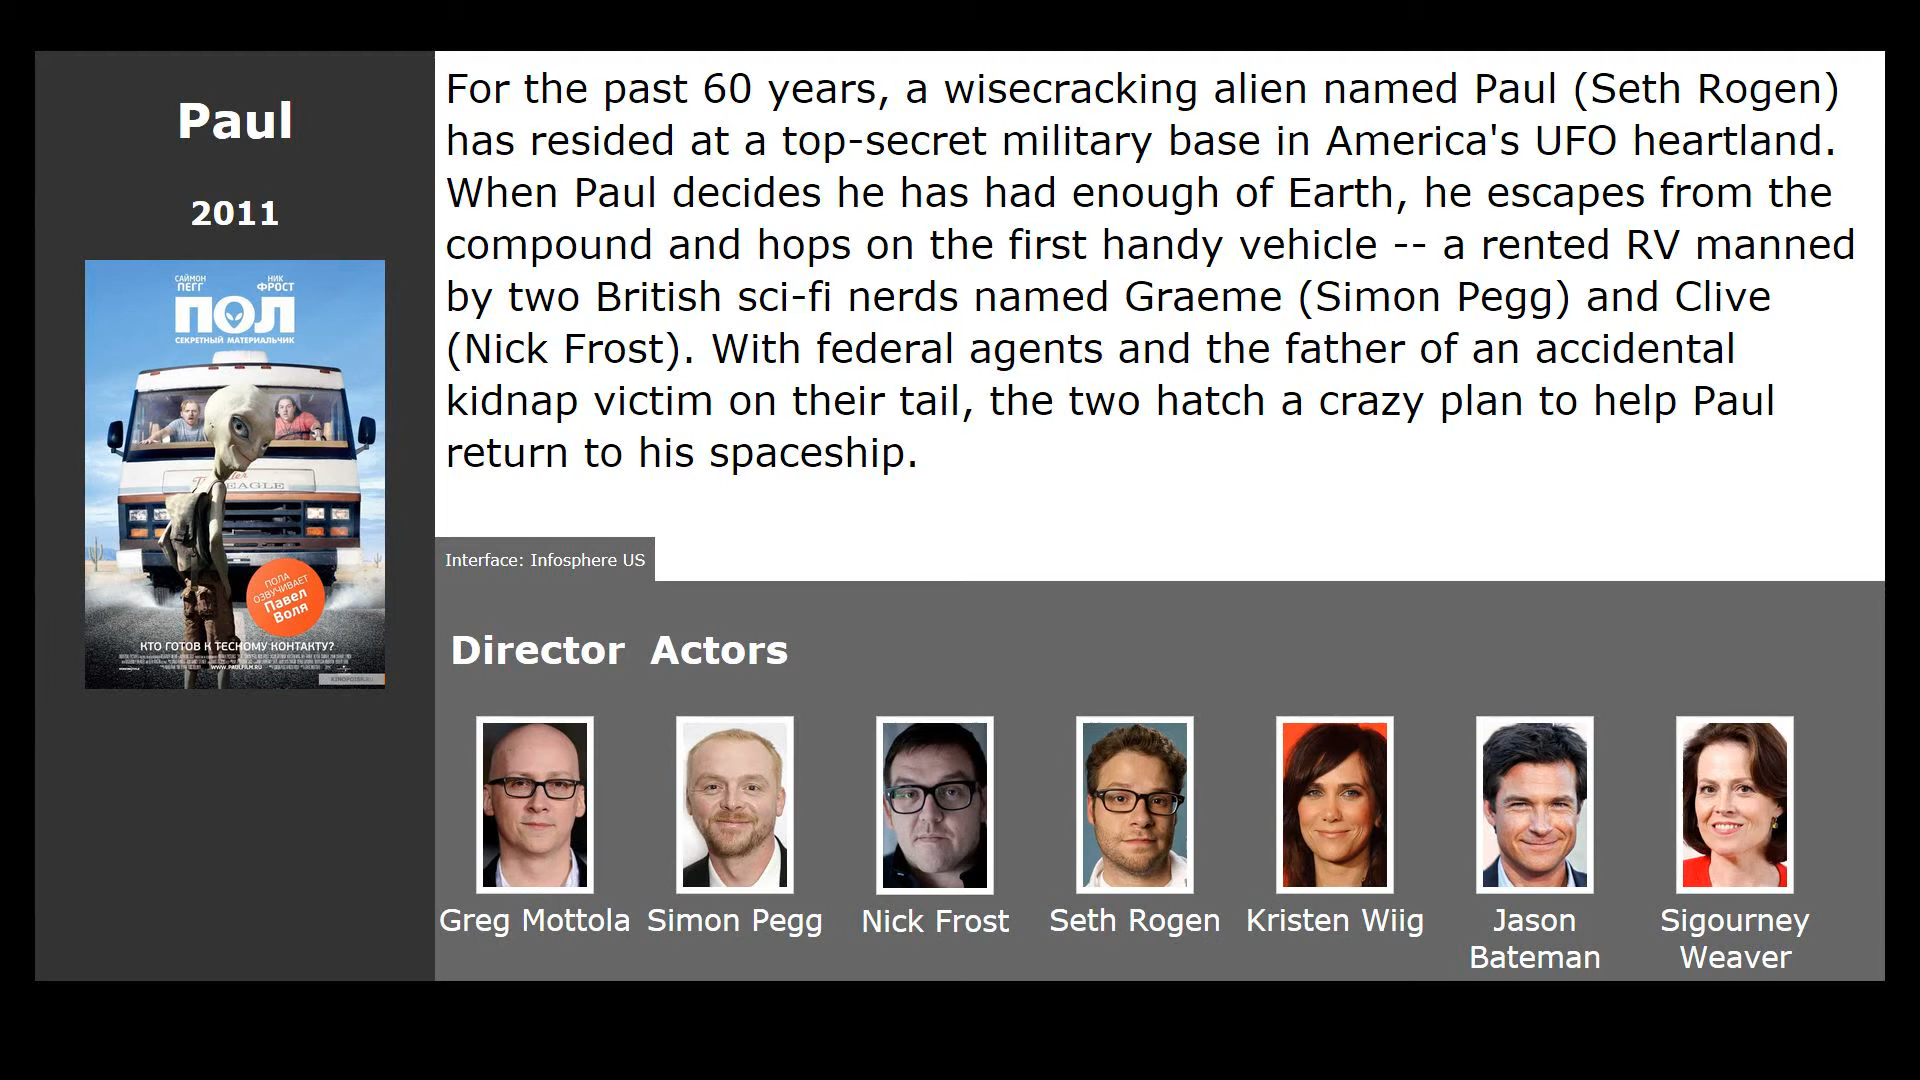 Paul
2011
САЙМОН ПЕГГ
НИК ФРОСТ
ПОЛ
СЕКРЕТНЫЙ МАТЕРИАЛЬЧИК
EAGLE
ПОЛА
ОЗВУЧИВАЕТ
Павел
Воля
КТО ГОТОВ К ТЕСНОМУ КОНТАКТУ?
WWW.PAULFILM.RU
For the past 60 years, a wisecracking alien named Paul (Seth Rogen)
has resided at a top-secret military base in America's UFO heartland.
When Paul decides he has had enough of Earth, he escapes from the
compound and hops on the first handy vehicle -- a rented RV manned
by two British sci-fi nerds named Graeme (Simon Pegg) and Clive
(Nick Frost). With federal agents and the father of an accidental
kidnap victim on their tail, the two hatch a crazy plan to help Paul
return to his spaceship.
Interface: Infosphere US
Director Actors
Greg Mottola
Simon Pegg
Nick Frost
Seth Rogen
Kristen Wiig
Jason
Bateman
Sigourney
Weaver